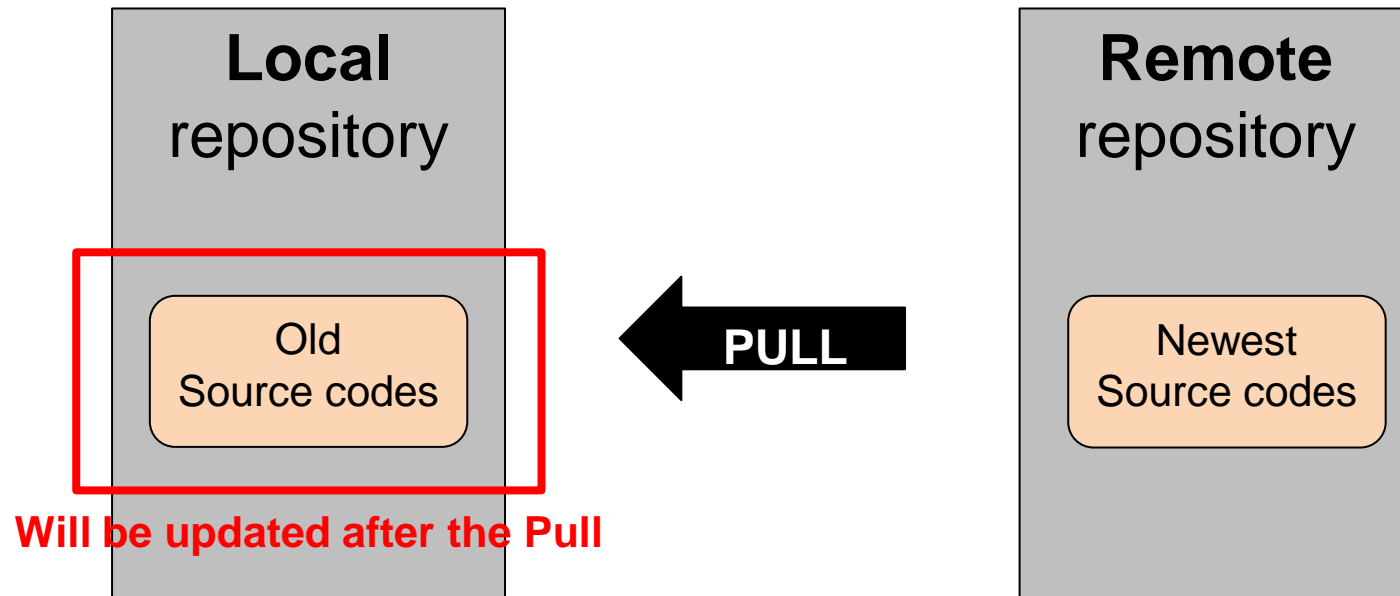 Local
repository
Old
Source codes
Will be updated after the Pull
PULL
Remote
repository
Newest
Source codes